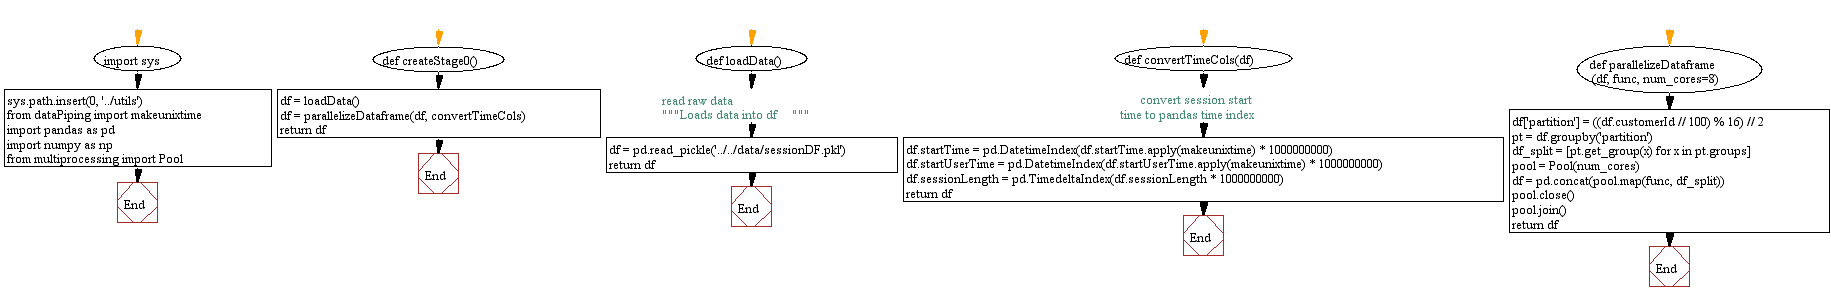 import sys
sys.path.insert(0, '../utils')
from dataPiping import makeunixtime
import pandas as pd
import numpy as np
from multiprocessing import Pool
End
def createStage0()
df = loadData()
df = parallelizeDataframe(df, convertTimeCols)
return df
End
def loadData()
read raw data
"""Loads data into df """
df = pd.read_pickle('../../data/sessionDF.pkl')
return df
End
def convertTimeCols(df)
convert session start
time to pandas time index
df.startTime = pd.DatetimeIndex(df.startTime.apply(makeunixtime) * 1000000000)
df.startUserTime = pd.DatetimeIndex(df.startUserTime.apply(makeunixtime) * 1000000000)
df.sessionLength = pd.TimedeltaIndex(df.sessionLength * 1000000000)
return df
End
def parallelizeDataframe
(df, func, num_cores=8)
df['partition'] = ((df.customerId // 100) % 16) // 2
pt = df.groupby('partition')
df_split = [pt.get_group(x) for x in pt.groups]
pool = Pool(num_cores)
df = pd.concat(pool.map(func, df_split))
pool.close()
pool.join()
return df
End